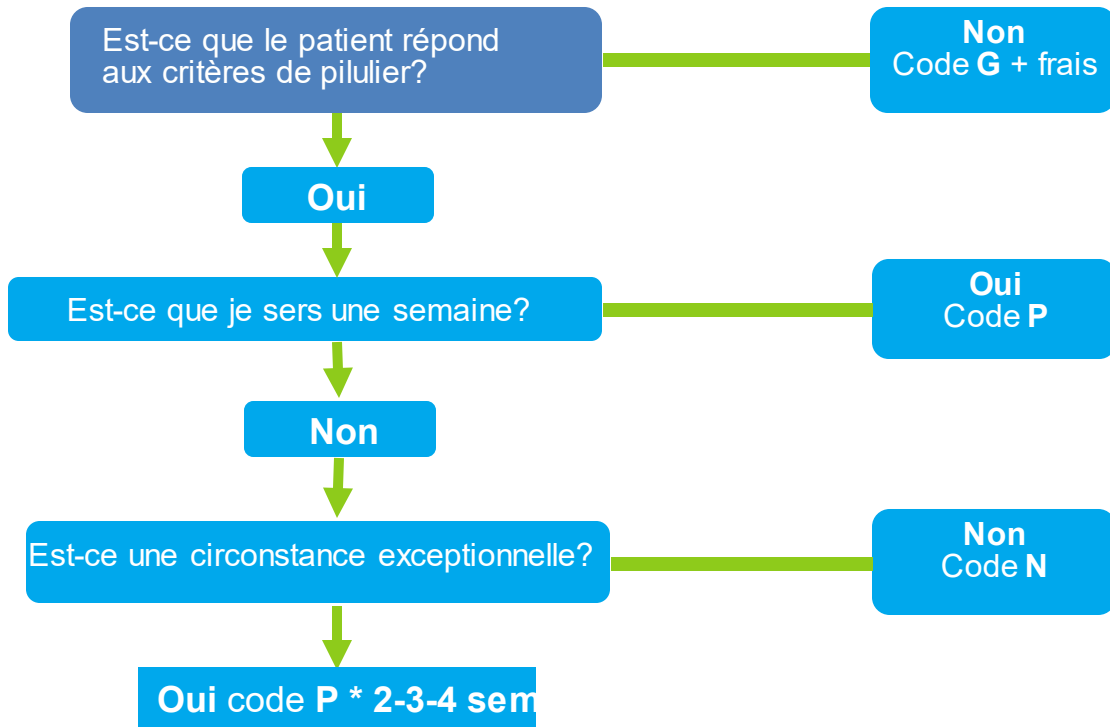 Est-ce que le patient répond
aux critères de pilulier?
Non
Code G + frais
Oui
Est-ce que je sers une semaine?
Oui
Code P
Non
Est-ce une circonstance exceptionnelle?
Non
Code N
Oui code P * 2-3-4 sem